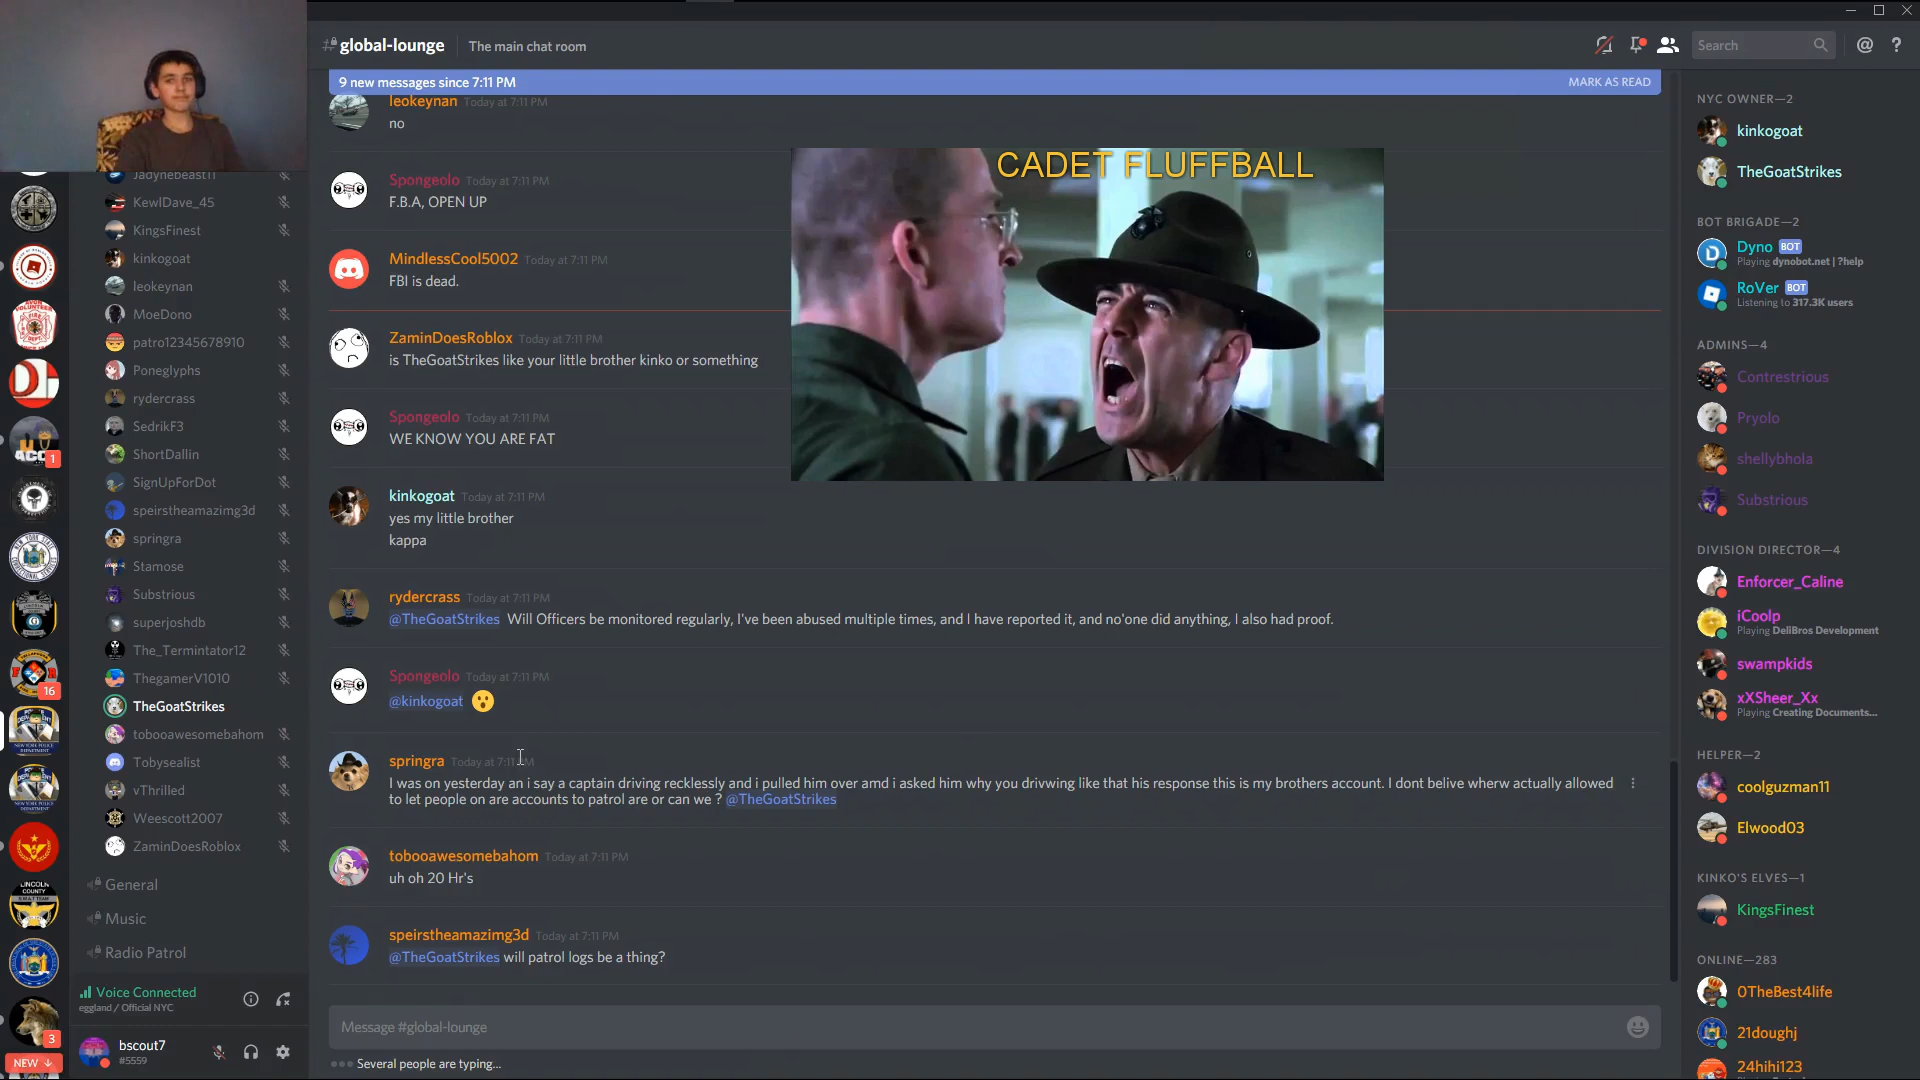 global-lounge
The main chat room
Search
9 new messages since 7:11 PM
MARK AS READ
leokeynan Today at 7:11 PM
no
Spongeolo Today at 7:11 PM
F.B.A, OPEN UP
MindlessCool5002 Today at 7:11 PM
FBI is dead.
ZaminDoesRoblox Today at 7:11 PM
is TheGoatStrikes like your little brother kinko or something
Spongeolo Today at 7:11 PM
WE KNOW YOU ARE FAT
kinkogoat Today at 7:11 PM
yes my little brother
kappa
rydercrass Today at 7:11 PM
@TheGoatStrikes Will Officers be monitored regularly, I've been abused multiple times, and I have reported it, and no'one did anything, I also had proof.
Spongeolo Today at 7:11 PM
@kinkogoat
springra Today at 7:11 PM
I was on yesterday an i say a captain driving recklessly and i pulled him over amd i asked him why you drivwing like that his response this is my brothers account. I dont belive wherw actually allowed
to let people on are accounts to patrol are or can we ? @TheGoatStrikes
tobooawesomebahom Today at 7:11 PM
uh oh 20 Hr's
speirstheamazimg3d Today at 7:11 PM
@TheGoatStrikes will patrol logs be a thing?
Message #global-lounge
Several people are typing...
CADET FLUFFBALL
Jadynebeast11
KewlDave_45
KingsFinest
kinkogoat
leokeynan
MoeDono
patro12345678910
Poneglyphs
rydercrass
SedrikF3
ShortDallin
SignUpForDot
speirstheamazimg3d
springra
Stamose
Substrious
superjoshdb
The_Termintator12
ThegamerV1010
TheGoatStrikes
tobooawesomebahom
Tobysealist
vThrilled
Weescott2007
ZaminDoesRoblox
General
Music
Radio Patrol
Voice Connected
eggland / Official NYC
bscout7
#5559
1
16
3
NEW
NYC OWNER—2
kinkogoat
TheGoatStrikes
BOT BRIGADE—2
Dyno BOT
Playing dynobot.net | ?help
RoVer BOT
Listening to 317.3K users
ADMINS—4
Contrestrious
Pryolo
shellybhola
Substrious
DIVISION DIRECTOR—4
Enforcer_Caline
iCoolp
Playing DeliBros Development
swampkids
xXSheer_Xx
Playing Creating Documents...
HELPER—2
coolguzman11
Elwood03
KINKO'S ELVES—1
KingsFinest
ONLINE—283
0TheBest4life
21doughj
24hihi123